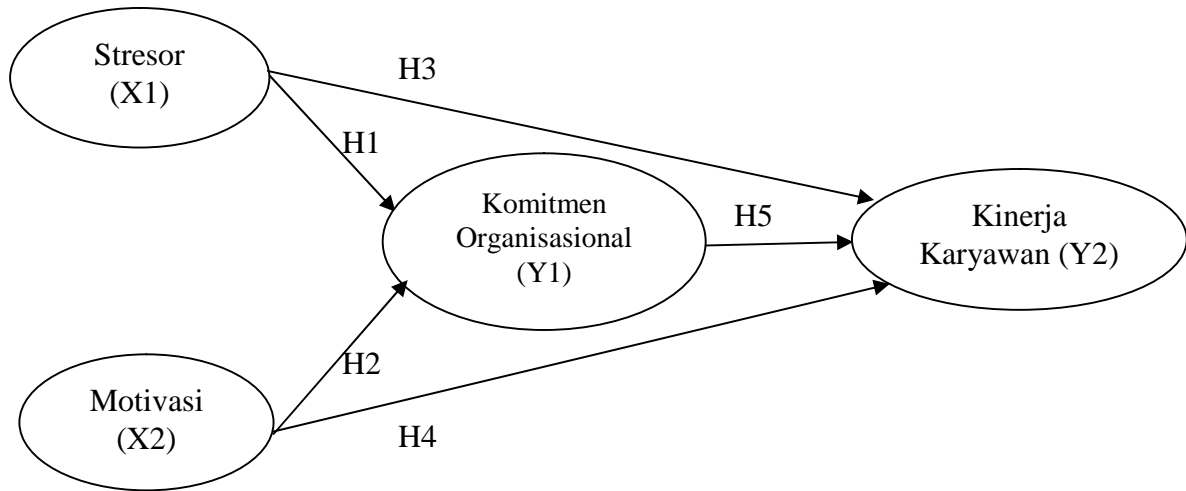 Stresor
(X1)
H3
H1
Komitmen
Organisasional
(Y1)
H5
Kinerja
Karyawan (Y2)
H2
Motivasi
(X2)
H4